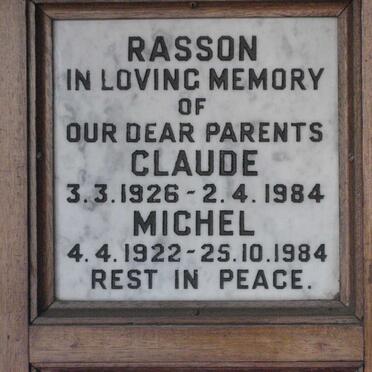 RASSON
IN LOVING MEMORY
OF
OUR DEAR PARENTS
CLAUDE
3.3.1926 - 2.4.1984
MICHEL
4.4.1922 - 25.10.1984
REST IN PEACE.